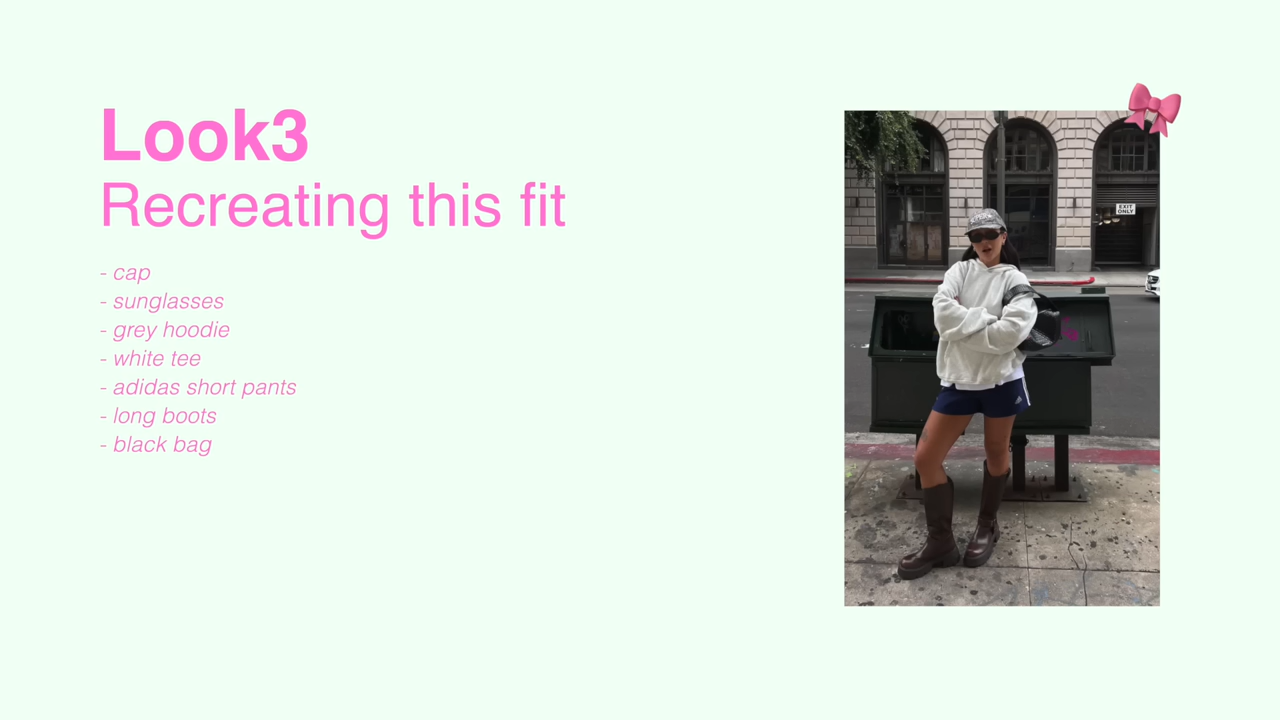 Look3
Recreating this fit
- cap
- sunglasses
- grey hoodie
- white tee
- adidas short pants
- long boots
- black bag
EXIT
ONLY